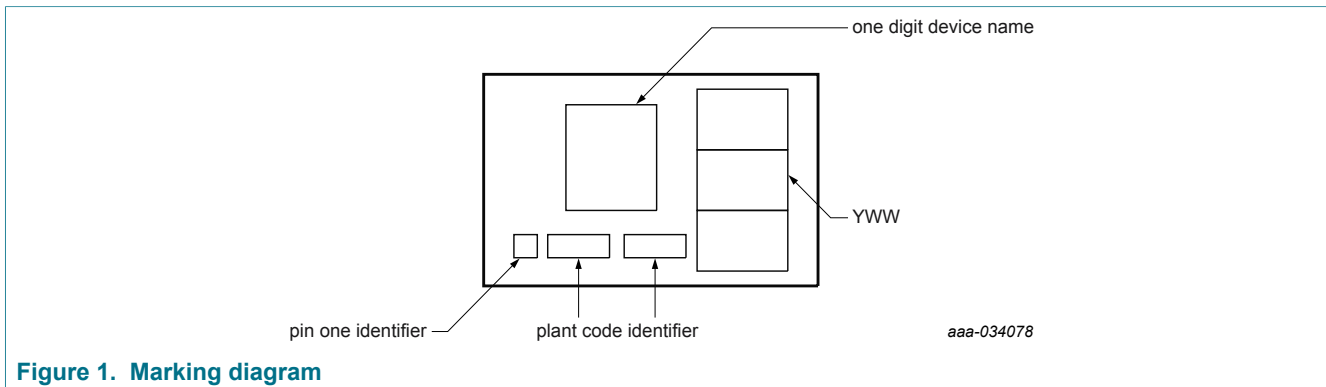 one digit device name
YWW
pin one identifier
plant code identifier
aaa-034078
Figure 1. Marking diagram